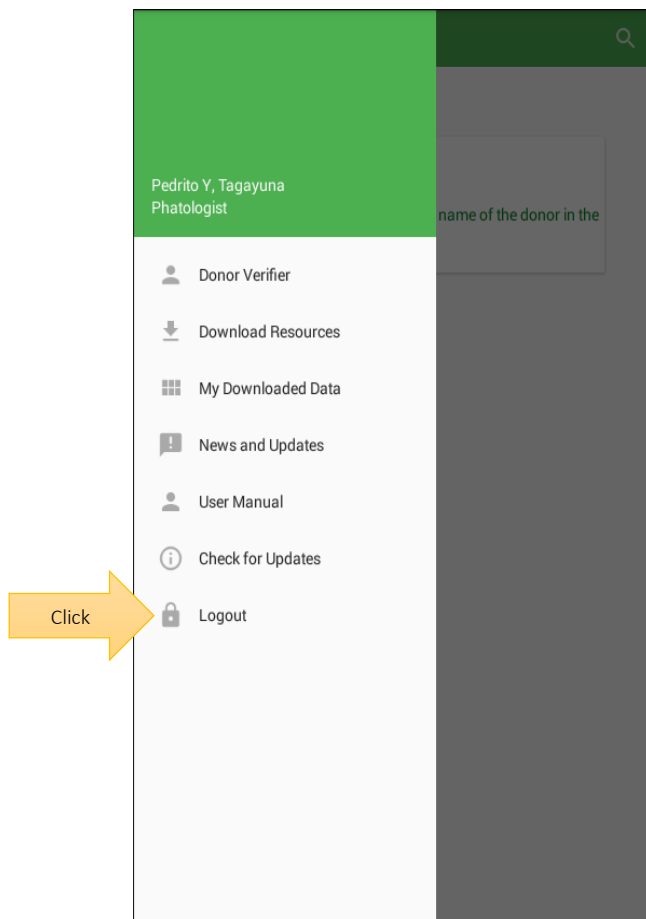 Pedrito Y, Tagayuna
Phatologist
name of the donor in the
Donor Verifier
Download Resources
My Downloaded Data
News and Updates
User Manual
Check for Updates
Click
Logout